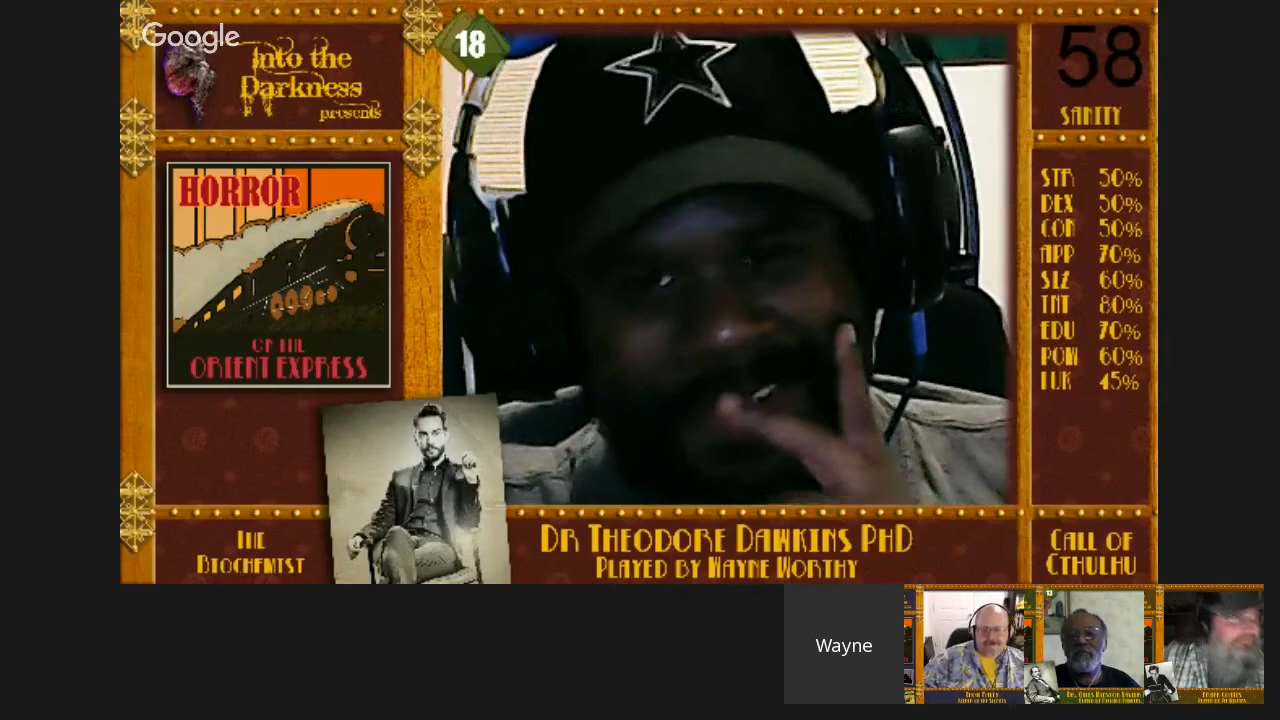 Google
Into the
Darkness
presents
18
58
SANITY
HORROR
ON THE
ORIENT EXPRESS
STR 50%
DEX 50%
CON 50%
APP 70%
SIZ 60%
INT 80%
EDU 70%
POW 60%
LUK 45%
THE
BIOCHEMIST
DR THEODORE DAWKINS PHD
PLAYED BY WAYNE WORTHY
CALL OF
CTHULHU
Wayne
13